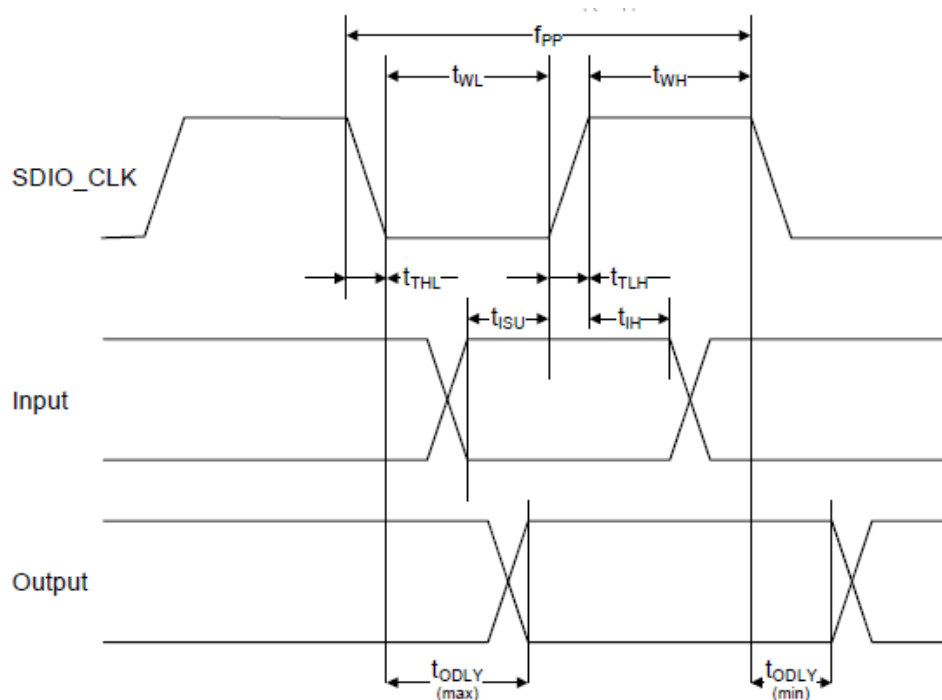 fPP
tWL
tWH
SDIO_CLK
tTHL
tTLH
tISU
tIH
Input
Output
tODLY
(max)
tODLY
(min)